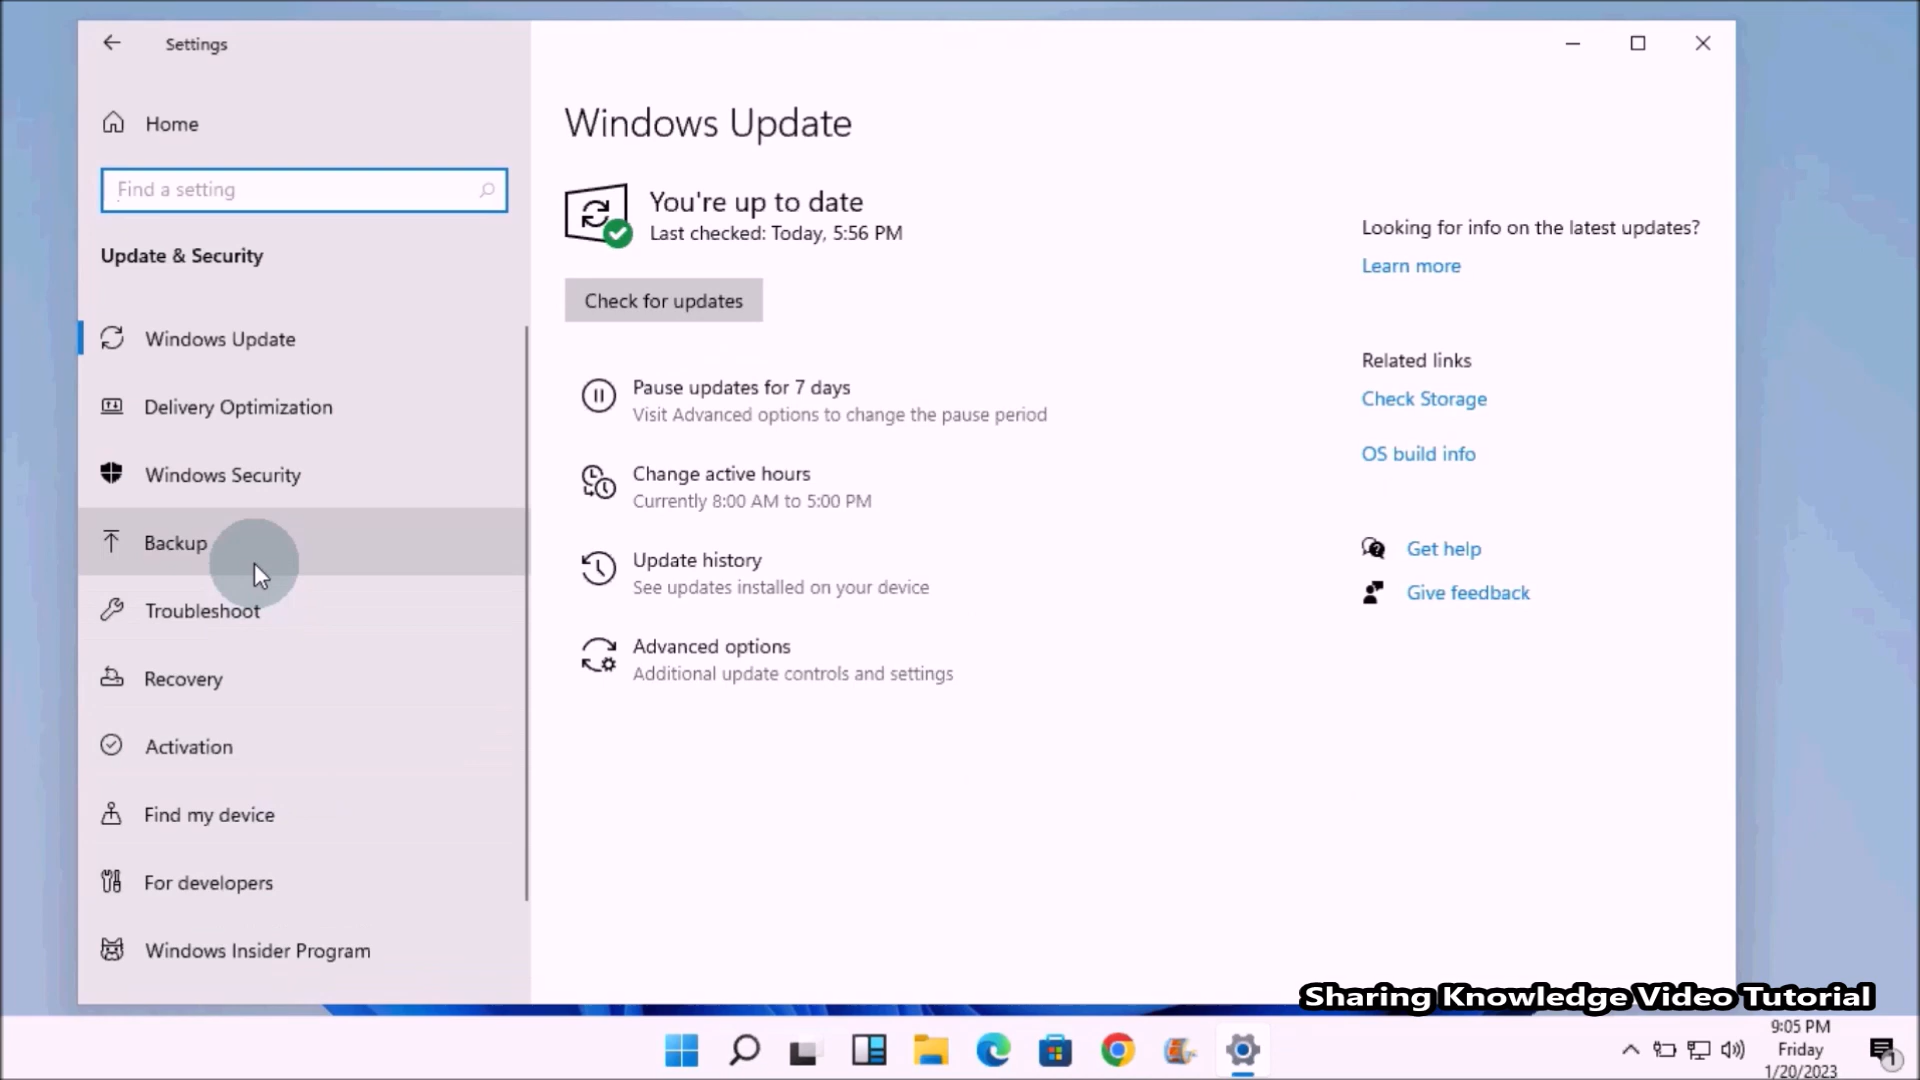 Settings
Home
Find a setting
Update & Security
Windows Update
Delivery Optimization
Windows Security
Backup
Troubleshoot
Recovery
Activation
Find my device
For developers
Windows Insider Program
Windows Update
You're up to date
Last checked: Today, 5:56 PM
Check for updates
Pause updates for 7 days
Visit Advanced options to change the pause period
Change active hours
Currently 8:00 AM to 5:00 PM
Update history
See updates installed on your device
Advanced options
Additional update controls and settings
Looking for info on the latest updates?
Learn more
Related links
Check Storage
OS build info
Get help
Give feedback
Sharing Knowledge Video Tutorial
9:05 PM
Friday
1/20/2023
1